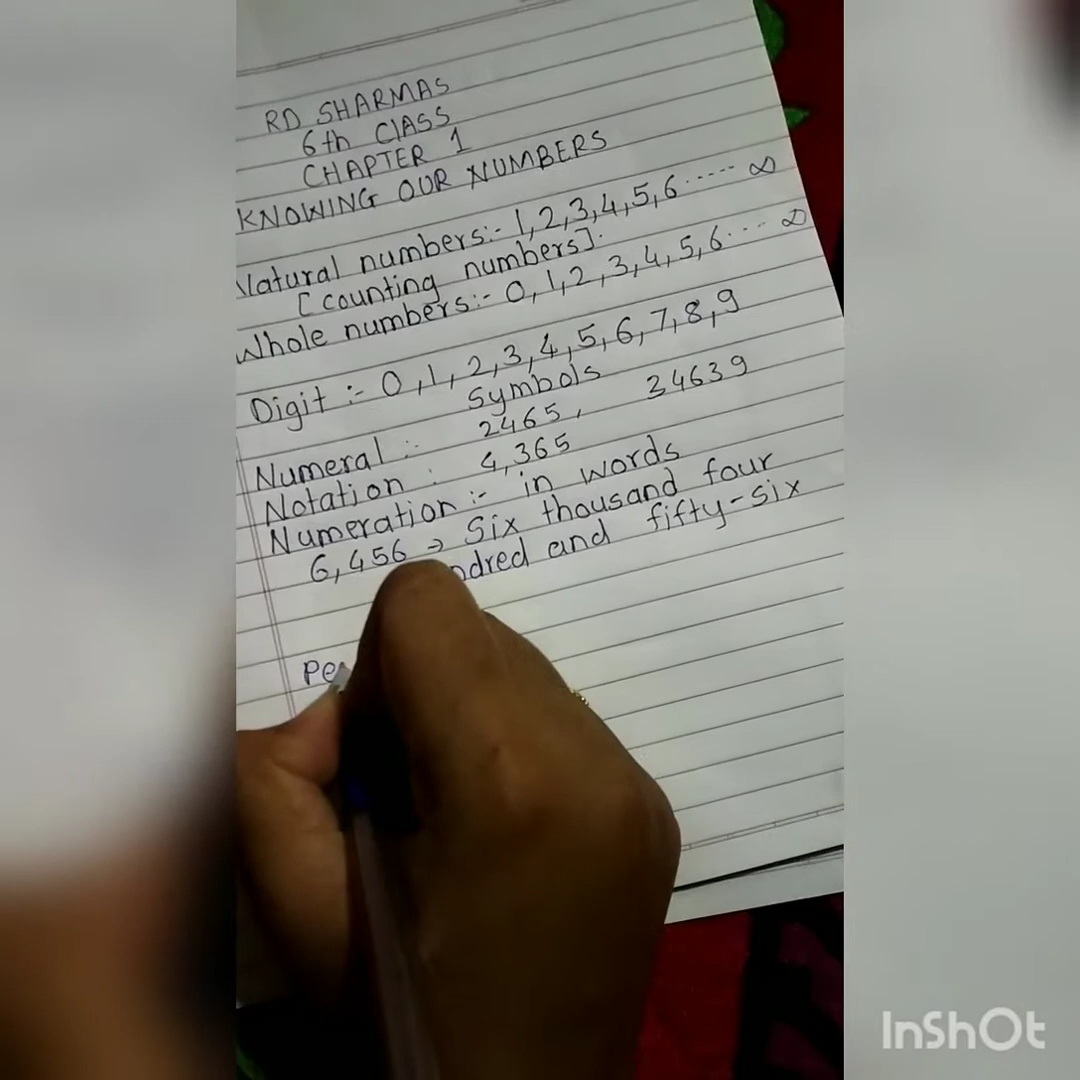 RD SHARMAS
6th ClASS
CHAPTER 1
KNOWING OUR NUMBERS
Natural numbers:- 1,2,3,4,5,6 ..... ∞
[counting numbers].
Whole numbers:- 0,1,2,3,4,5,6.... ∞
Digit :- 0,1,2,3,4,5,6,7,8,9
Symbols
Numeral : 2465, 34639
Notation : 4,365
Numeration :- in words
6,456 → Six thousand four
ndred and fifty-six
Pe
InShOt